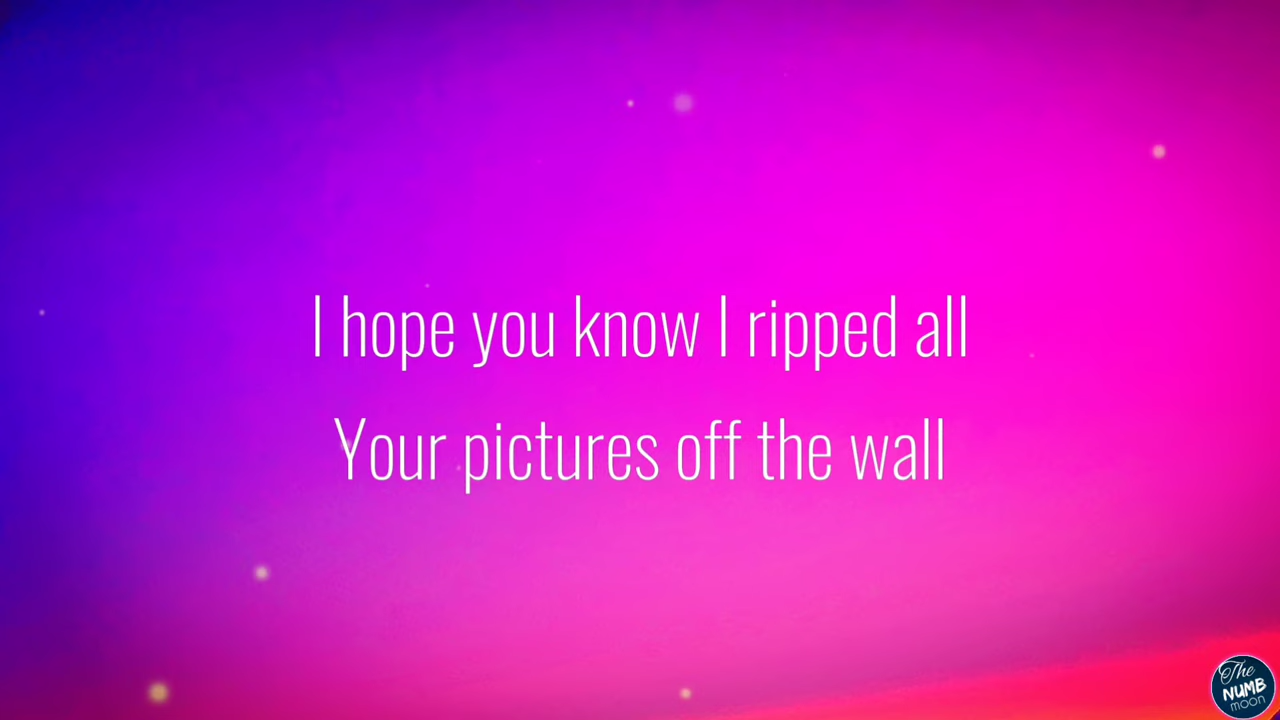 I hope you know I ripped all
Your pictures off the wall
The
NUMB
moon